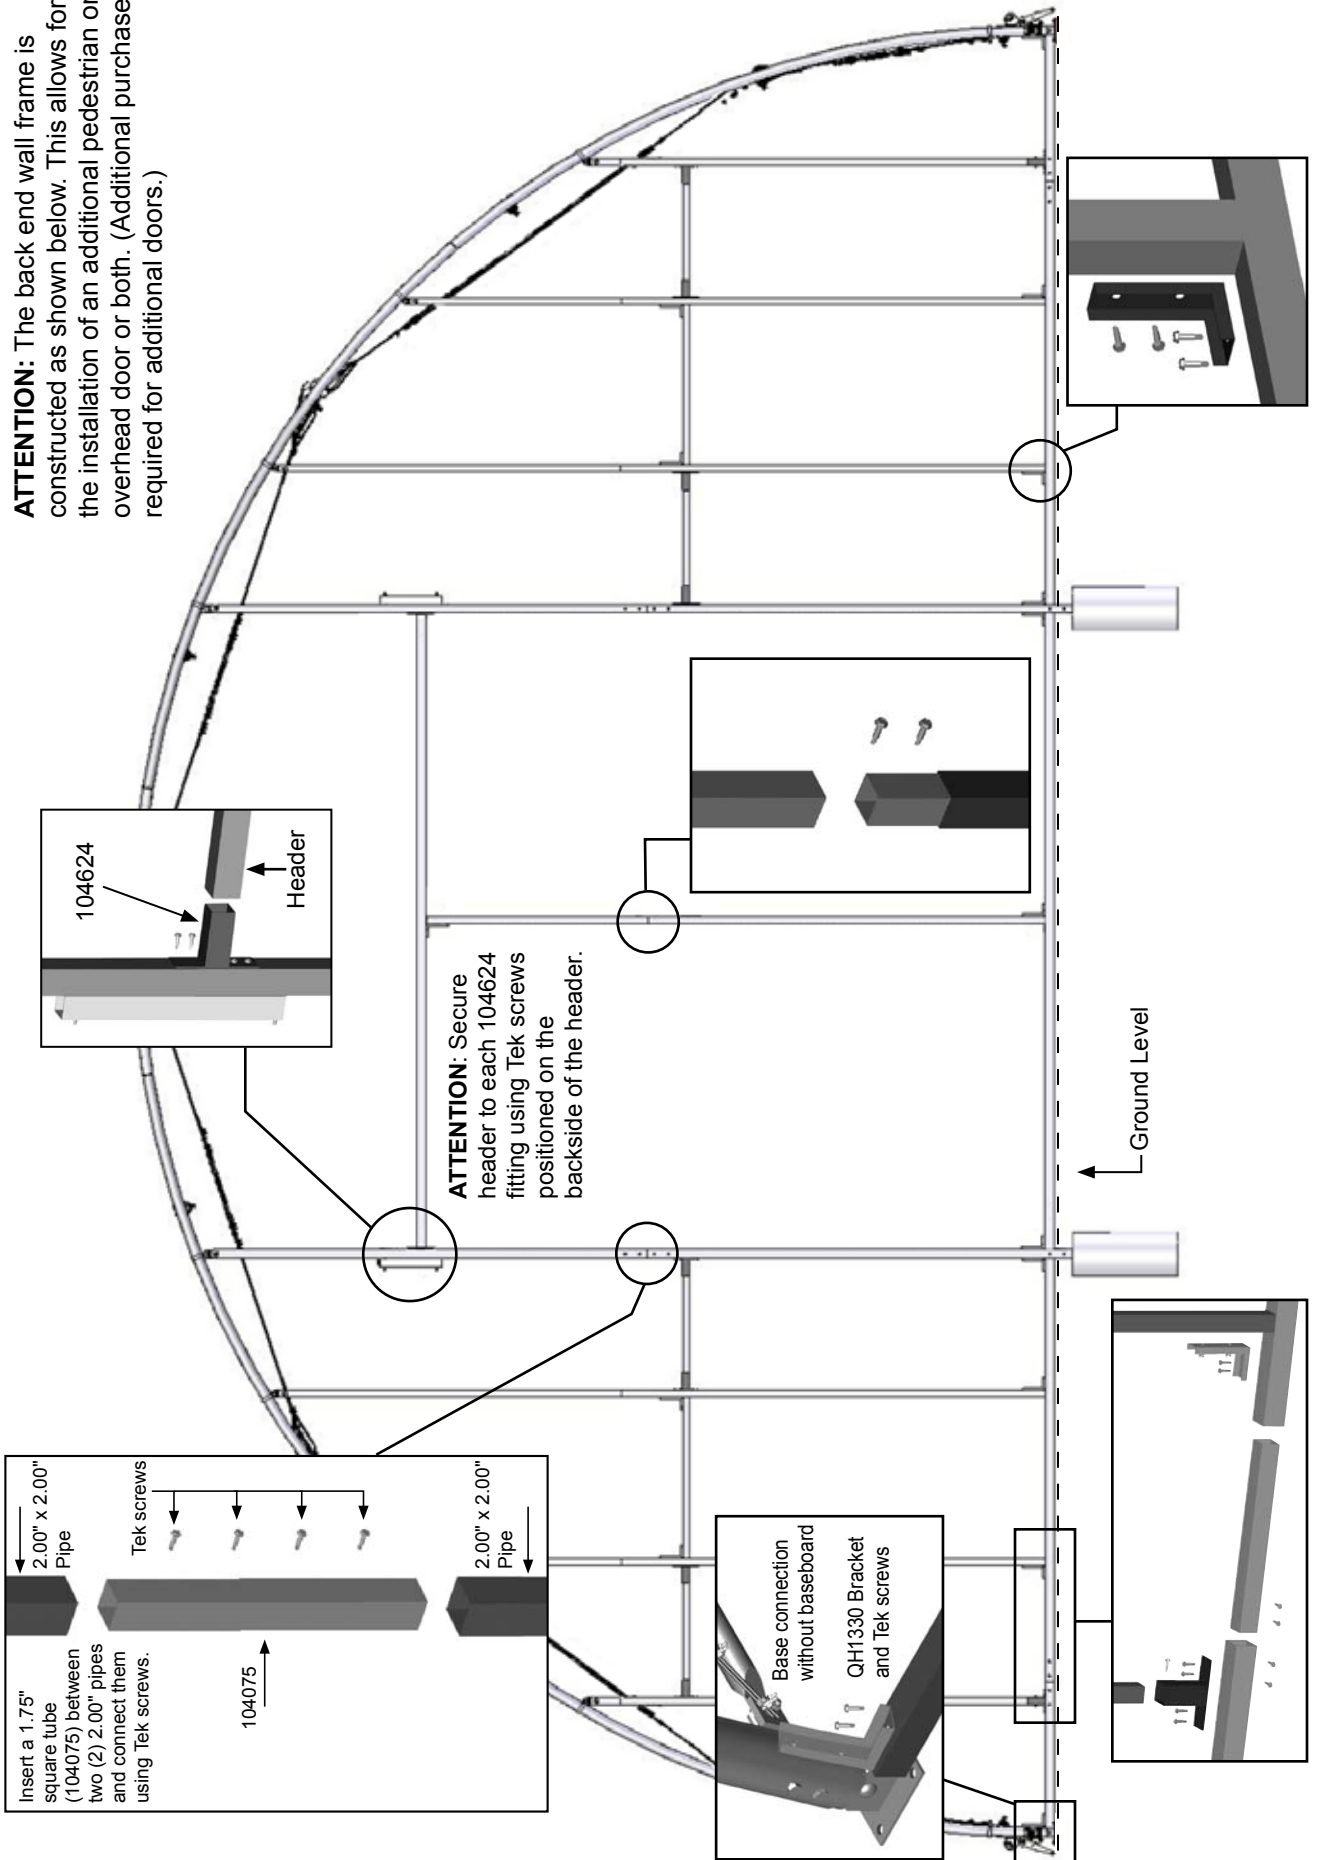 ATTENTION: The back end wall frame is
constructed as shown below. This allows for
the installation of an additional pedestrian or
overhead door or both. (Additional purchase
required for additional doors.)
Insert a 1.75"
square tube
(104075) between
two (2) 2.00" pipes
and connect them
using Tek screws.
2.00" x 2.00"
Pipe
Tek screws
104075
2.00" x 2.00"
Pipe
104624
Header
ATTENTION: Secure
header to each 104624
fitting using Tek screws
positioned on the
backside of the header.
Base connection
without baseboard
QH1330 Bracket
and Tek screws
Ground Level